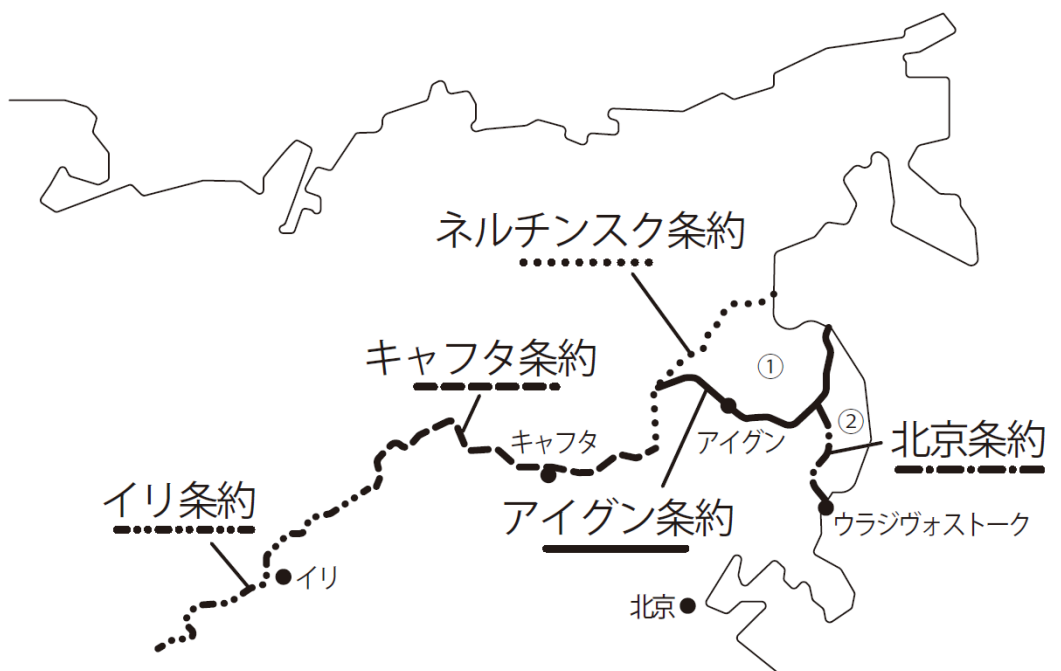 ネルチンスク条約
キャフタ条約
①
②
キャフタ
アイグン
北京条約
イリ条約
アイグン条約
ウラジヴォストーク
イリ
北京